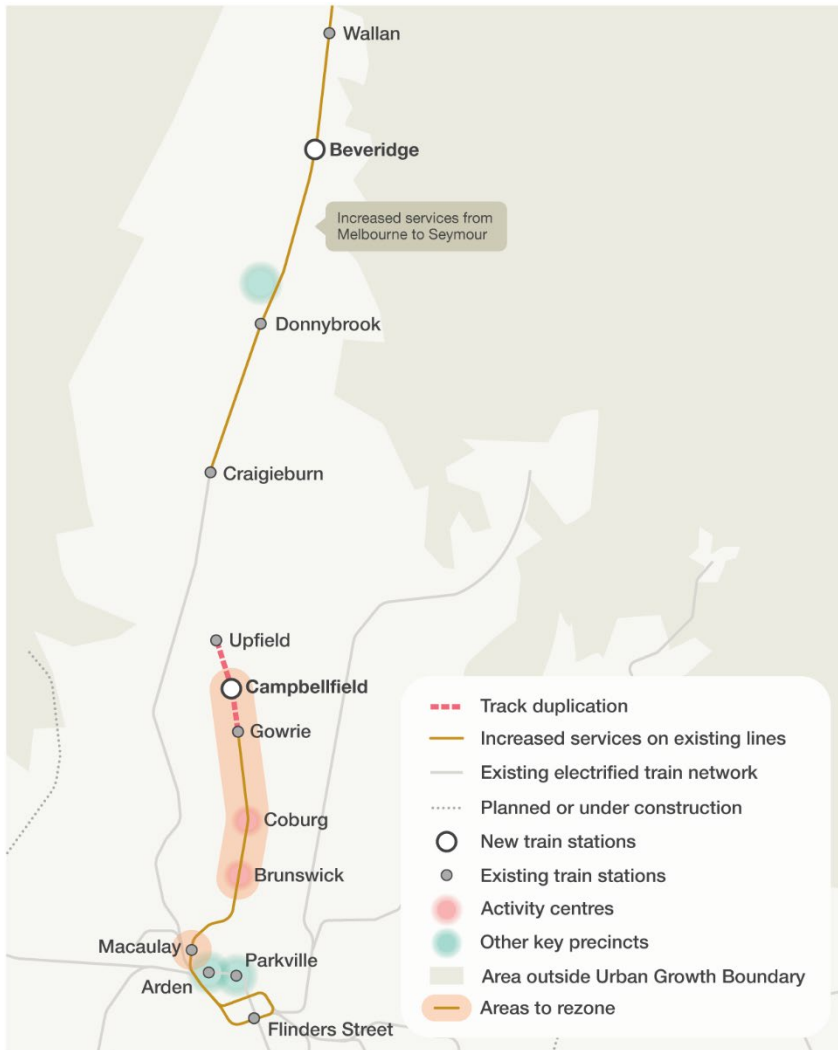 Wallan
Beveridge
Increased services from
Melbourne to Seymour
Donnybrook
Craigieburn
Upfield
Campbellfield
Gowrie
Coburg
Brunswick
Macaulay
Parkville
Arden
Flinders Street
Track duplication
Increased services on existing lines
Existing electrified train network
Planned or under construction
New train stations
Existing train stations
Activity centres
Other key precincts
Area outside Urban Growth Boundary
Areas to rezone